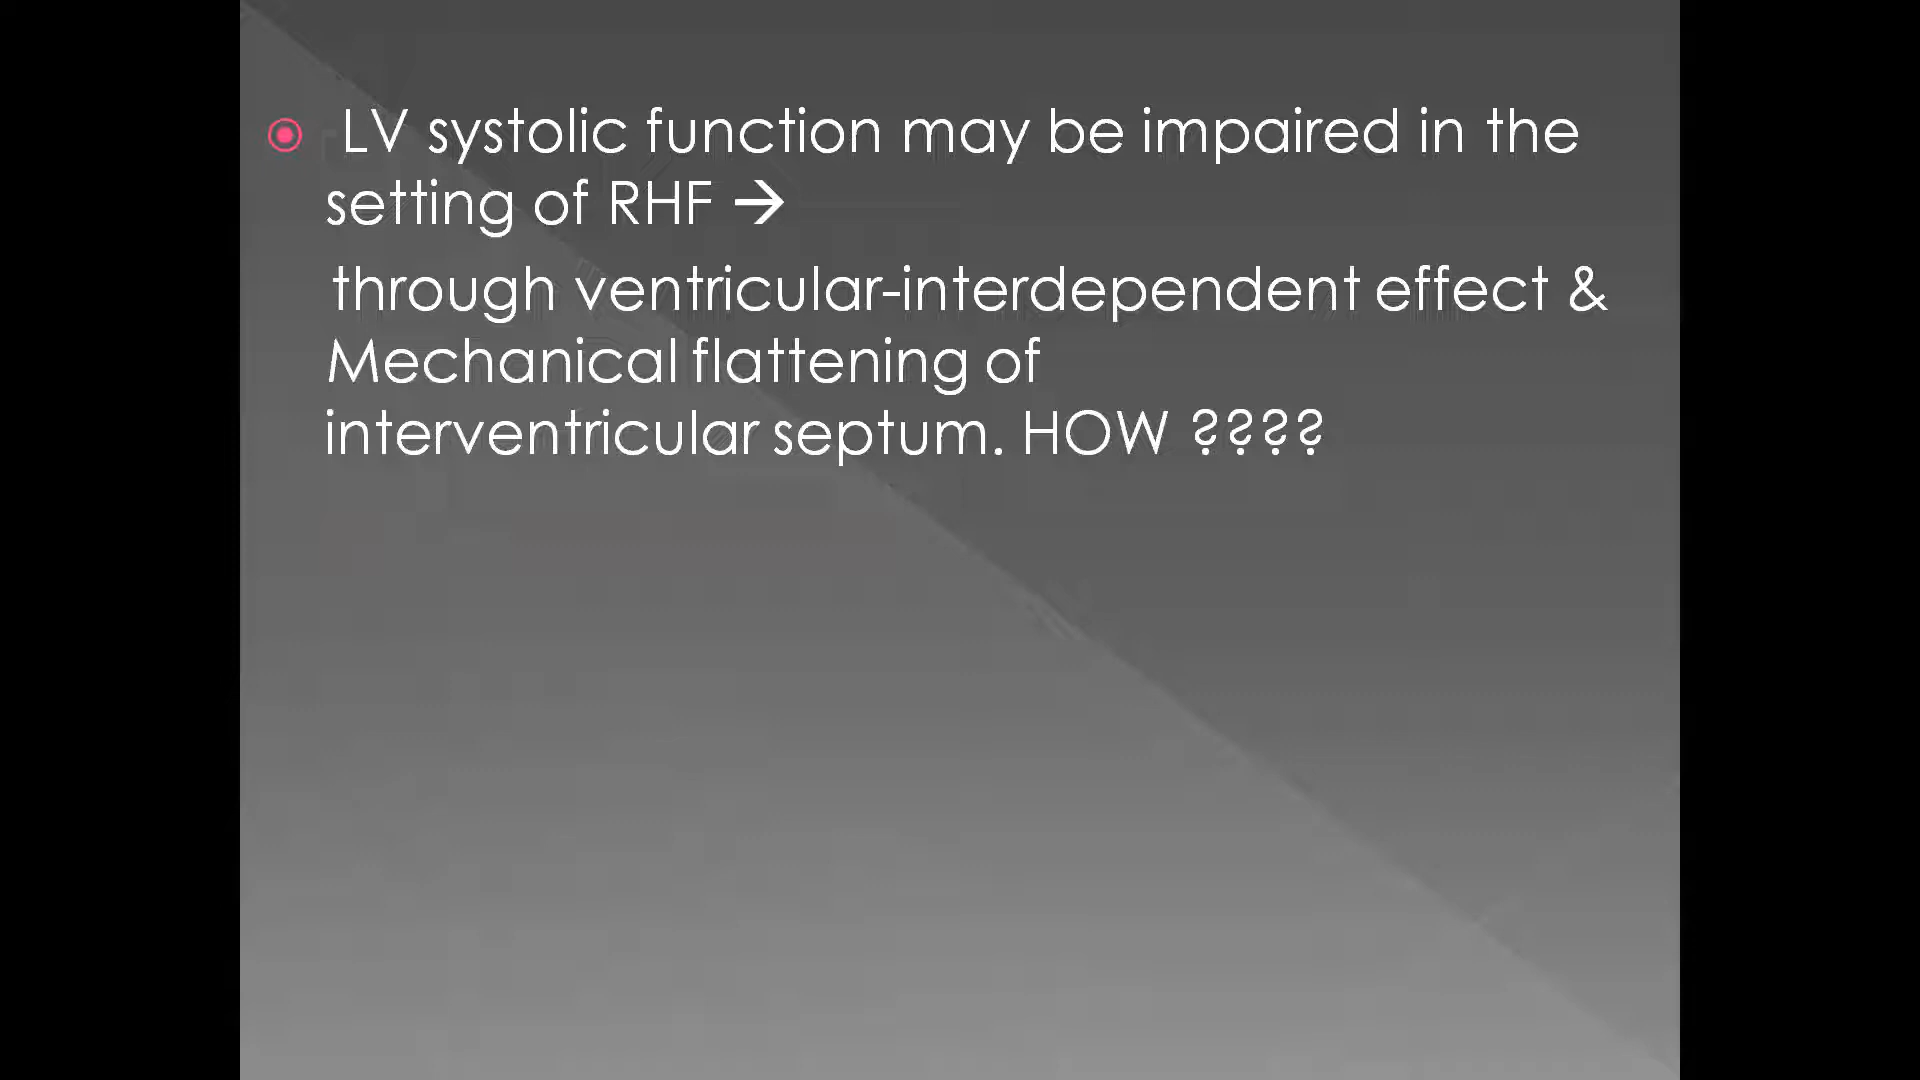 LV systolic function may be impaired in the
setting of RHF →
through ventricular-interdependent effect &
Mechanical flattening of
interventricular septum. HOW ????